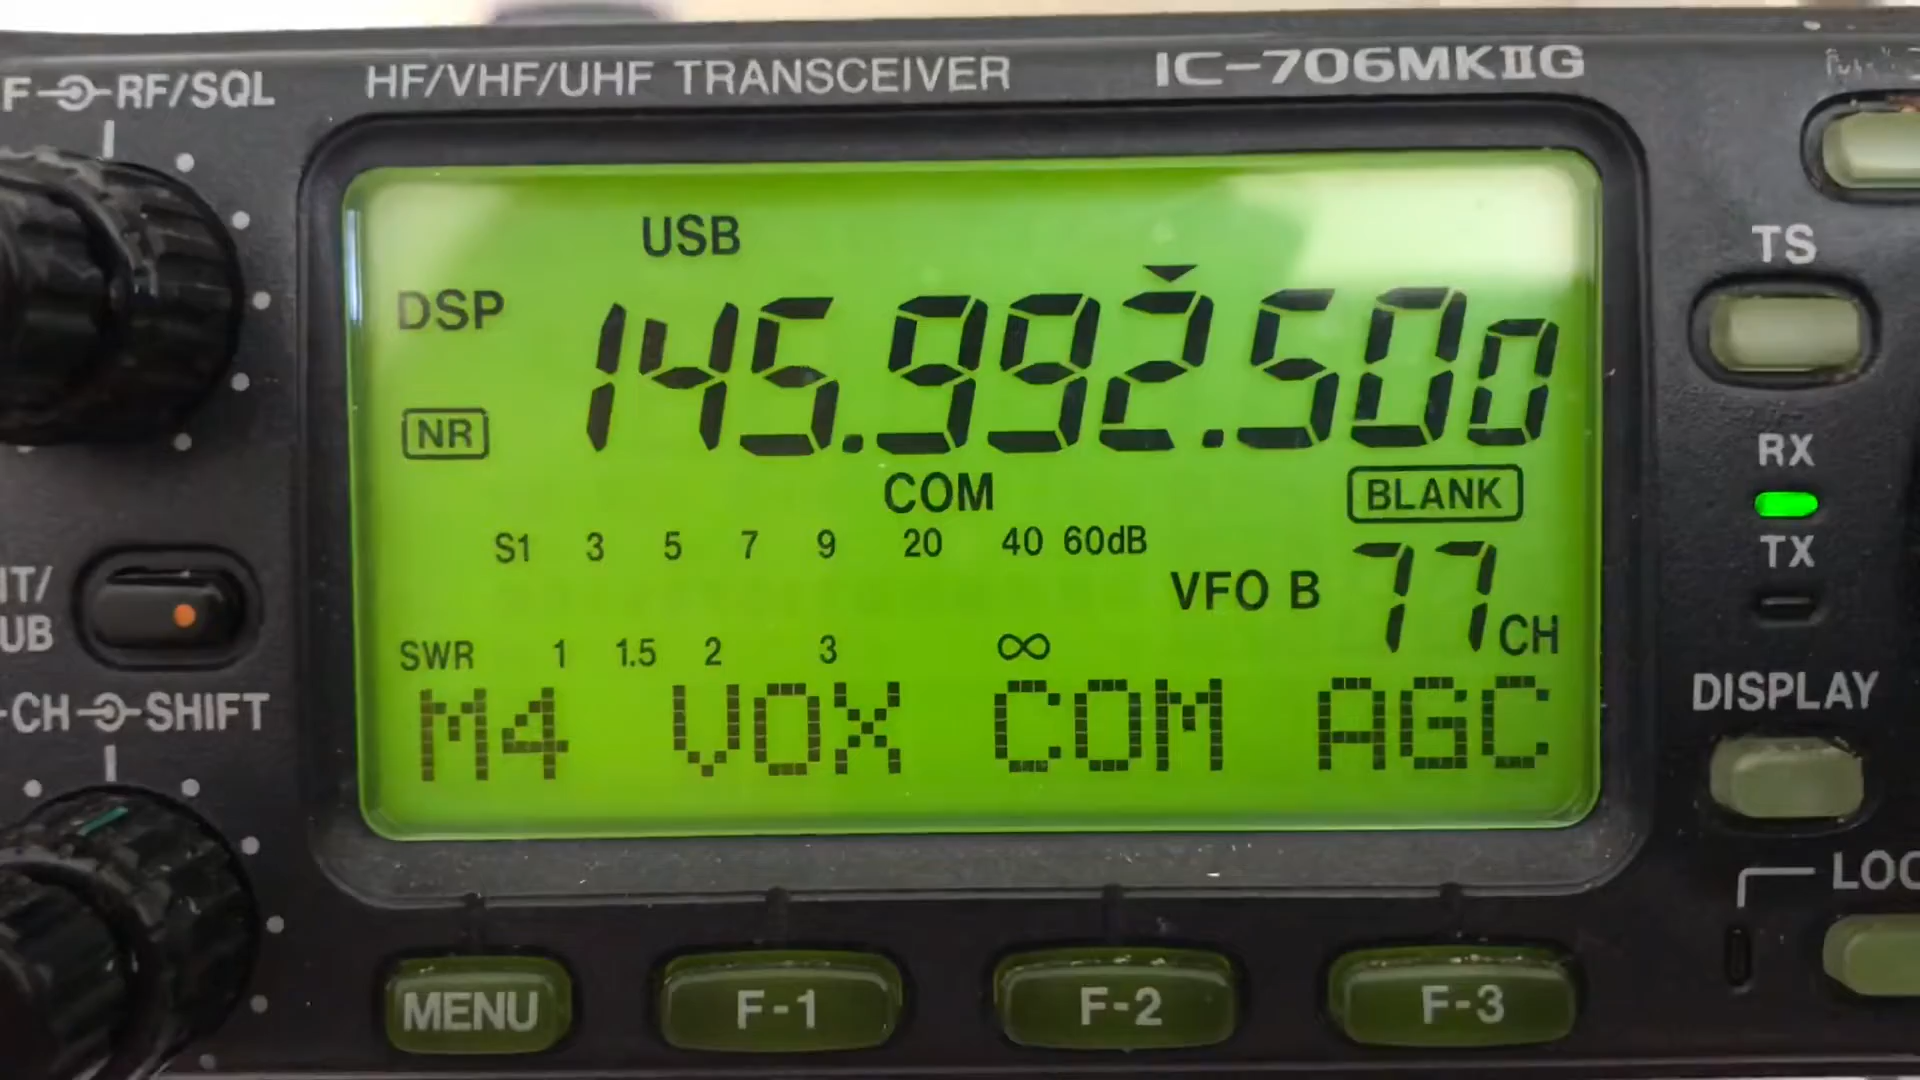 HF/VHF/UHF TRANSCEIVER IC-706MKIIG
F RF/SQL
USB
DSP 145.992.500
NR
COM BLANK
S1 3 5 7 9 20 40 60dB
VFO B 77 CH
SWR 1 1.5 2 3 ∞
M4 VOX COM AGC
TS
RX
TX
IT/
UB
-CH SHIFT
DISPLAY
LOC
MENU F-1 F-2 F-3